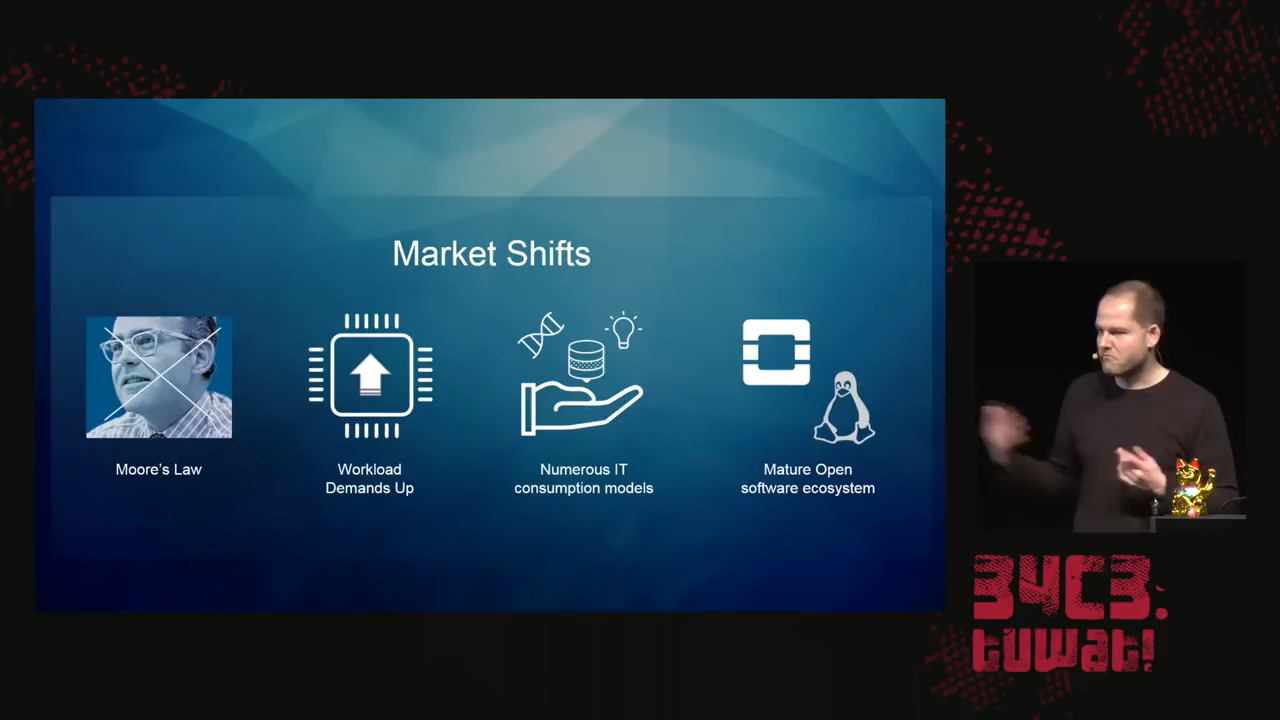 Market Shifts
Moore's Law
Workload
Demands Up
Numerous IT
consumption models
Mature Open
software ecosystem
34C3.
tuwat!